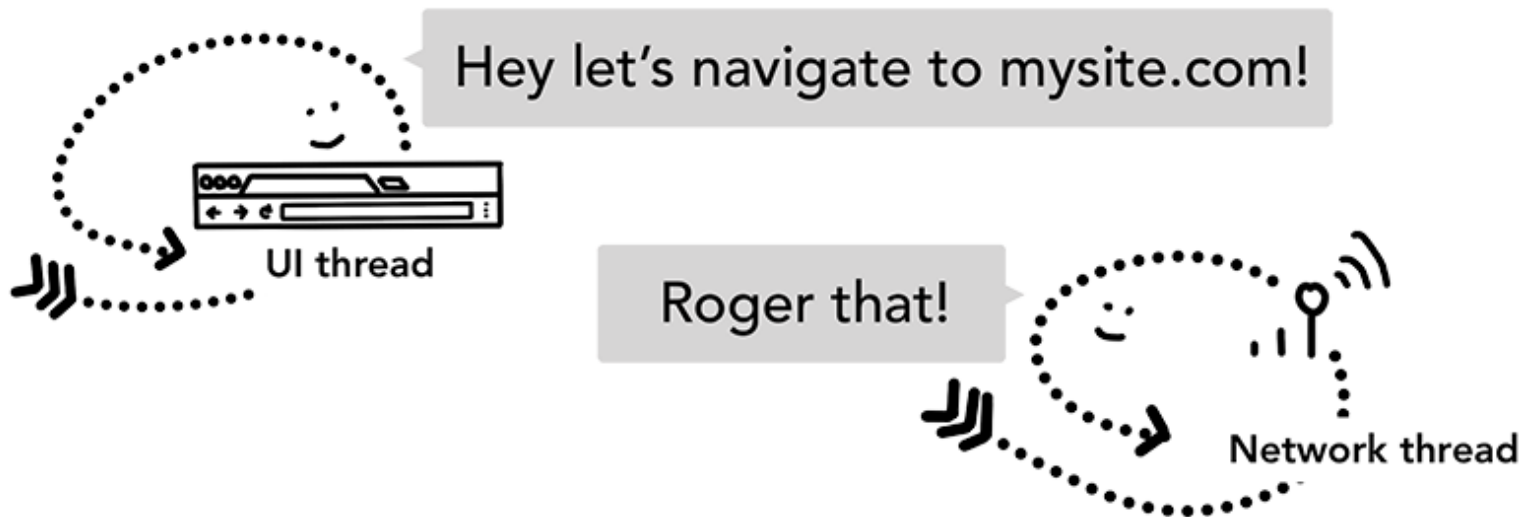 Hey let's navigate to mysite.com!
UI thread
Roger that!
Network thread